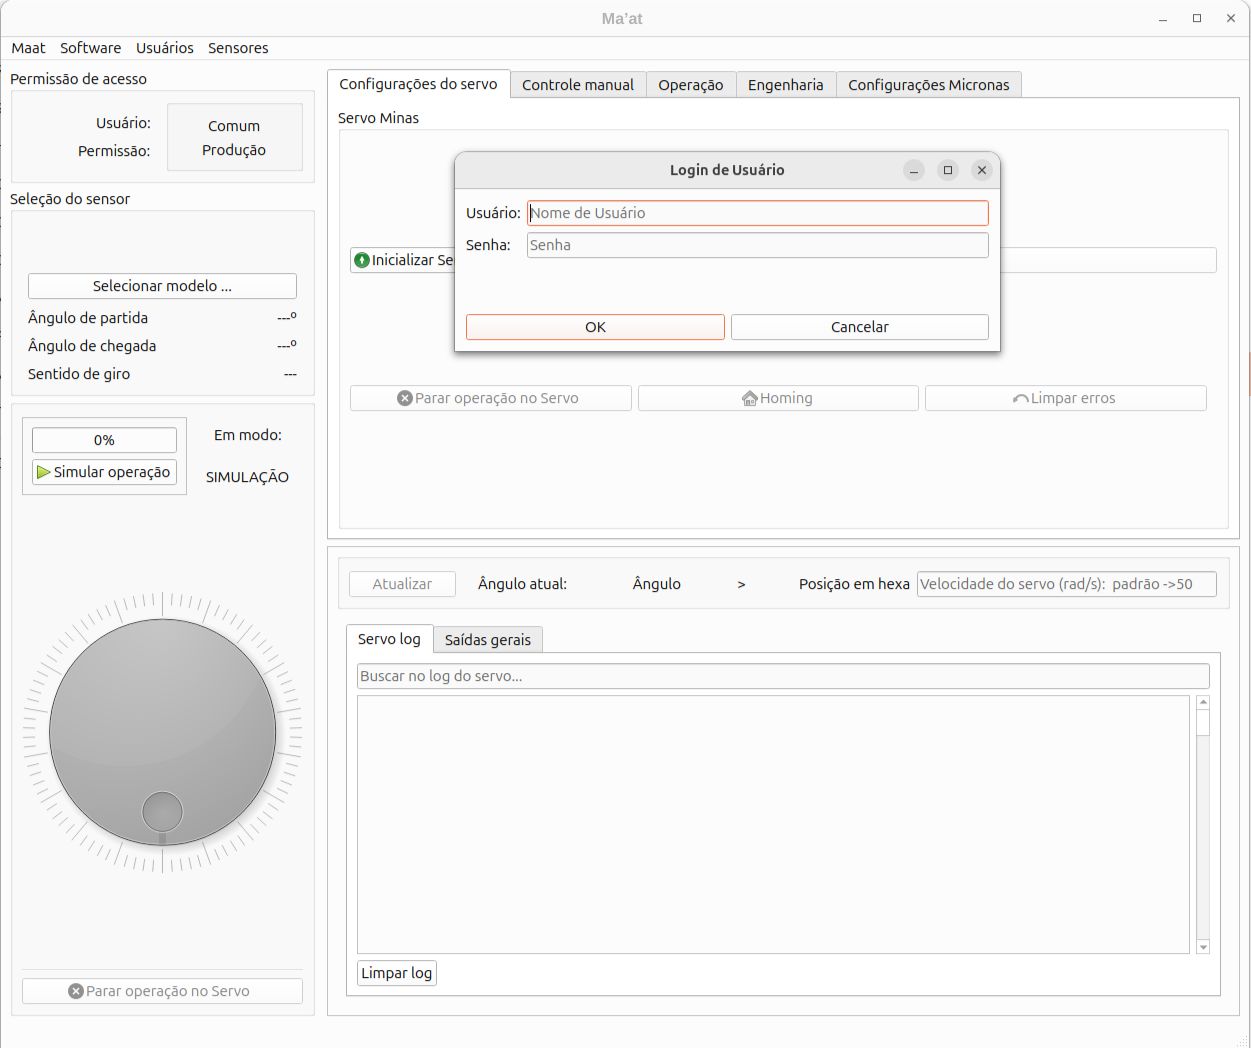 Ma'at
Maat Software Usuários Sensores
Permissão de acesso
Usuário: Comum
Permissão: Produção
Seleção do sensor
Selecionar modelo ...
Ângulo de partida ---º
Ângulo de chegada ---º
Sentido de giro ---
0%
Simular operação
Em modo:
SIMULAÇÃO
Parar operação no Servo
Configurações do servo Controle manual Operação Engenharia Configurações Micronas
Servo Minas
Inicializar Se
Login de Usuário
Usuário: Nome de Usuário
Senha: Senha
OK Cancelar
Parar operação no Servo Homing Limpar erros
Atualizar Ângulo atual: Ângulo > Posição em hexa Velocidade do servo (rad/s): padrão ->50
Servo log Saídas gerais
Buscar no log do servo...
Limpar log